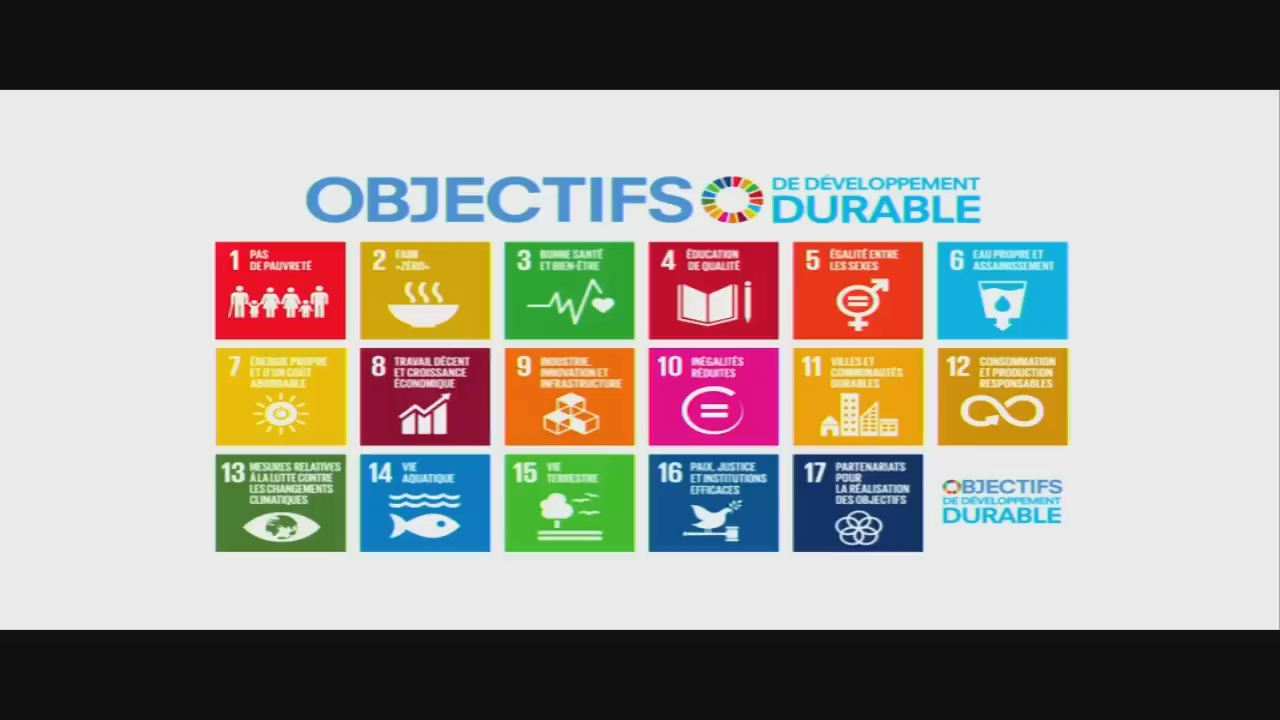 OBJECTIFS DE DÉVELOPPEMENT
DURABLE
1 PAS
DE PAUVRETÉ
2 FAIM
«ZÉRO»
3 BONNE SANTÉ
ET BIEN-ÊTRE
4 ÉDUCATION
DE QUALITÉ
5 ÉGALITÉ ENTRE
LES SEXES
6 EAU PROPRE ET
ASSAINISSEMENT
7 ÉNERGIE PROPRE
ET D'UN COÛT
ABORDABLE
8 TRAVAIL DÉCENT
ET CROISSANCE
ÉCONOMIQUE
9 INDUSTRIE,
INNOVATION ET
INFRASTRUCTURE
10 INÉGALITÉS
RÉDUITES
11 VILLES ET
COMMUNAUTÉS
DURABLES
12 CONSOMMATION
ET PRODUCTION
RESPONSABLES
13 MESURES RELATIVES
À LA LUTTE CONTRE
LES CHANGEMENTS
CLIMATIQUES
14 VIE
AQUATIQUE
15 VIE
TERRESTRE
16 PAIX, JUSTICE
ET INSTITUTIONS
EFFICACES
17 PARTENARIATS
POUR
LA RÉALISATION
DES OBJECTIFS
OBJECTIFS
DE DÉVELOPPEMENT
DURABLE